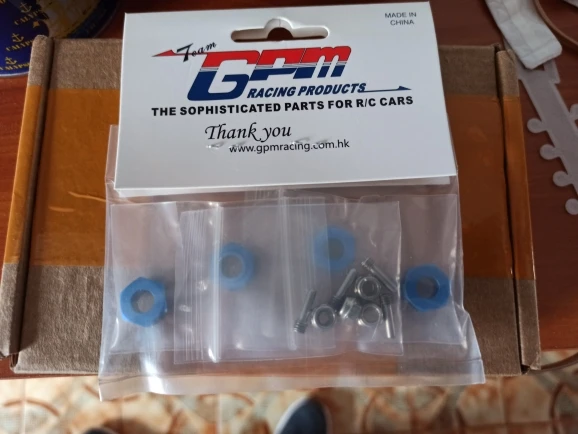 MADE IN
CHINA
Team
GPM
RACING PRODUCTS
THE SOPHISTICATED PARTS FOR R/C CARS
Thank you
www.gpmracing.com.hk